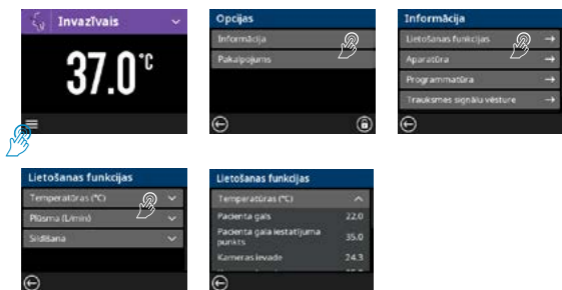 Invazīvais
37.0°C
Opcijas
Informācija
Pakalpojums
Informācija
Lietošanas funkcijas
Aparatūra
Programmatūra
Trauksmes signālu vēsture
Lietošanas funkcijas
Temperatūras (°C)
Plūsma (L/min)
Sildīšana
Lietošanas funkcijas
Temperatūras (°C)
Pacienta gals 22.0
Pacienta gala iestatījuma
punkts 35.0
Kameras ievade 24.3